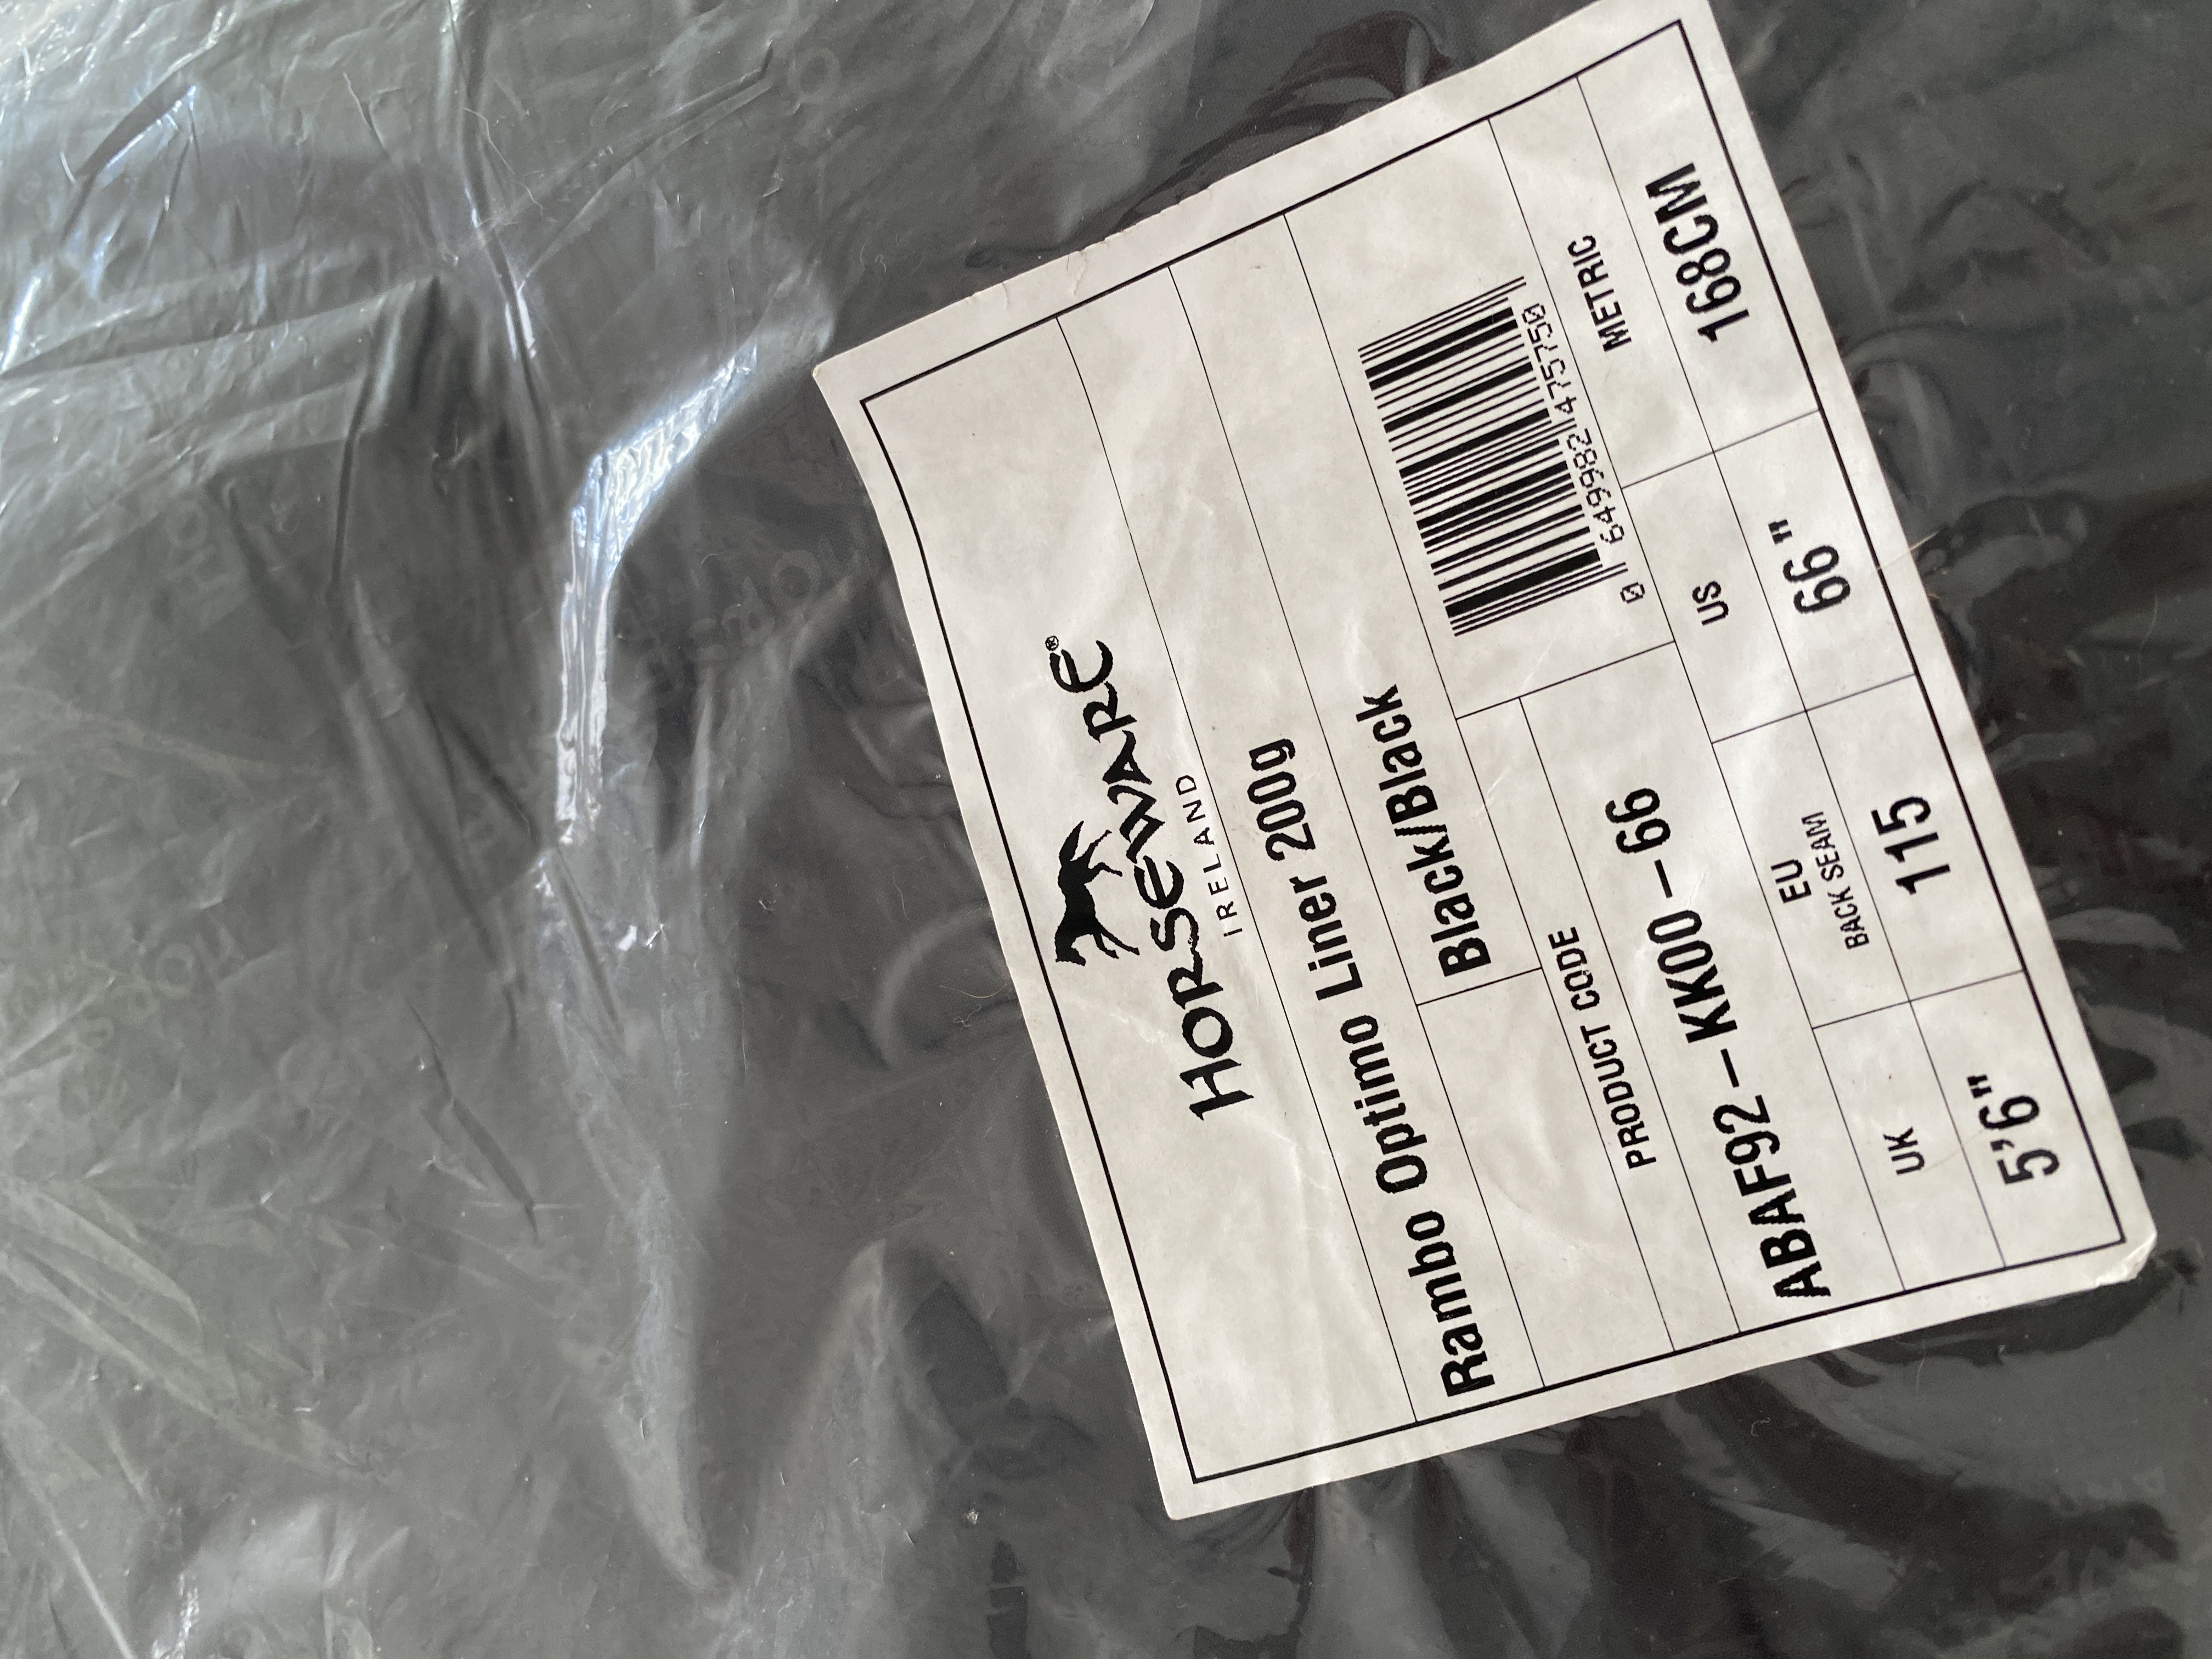 HORSEWARE®
IRELAND
Rambo Optimo Liner 200g
Black/Black
PRODUCT CODE
ABAF92-KK00-66
0 649982 475750
UK
EU
BACK SEAM
US
METRIC
5'6"
115
66"
168CM